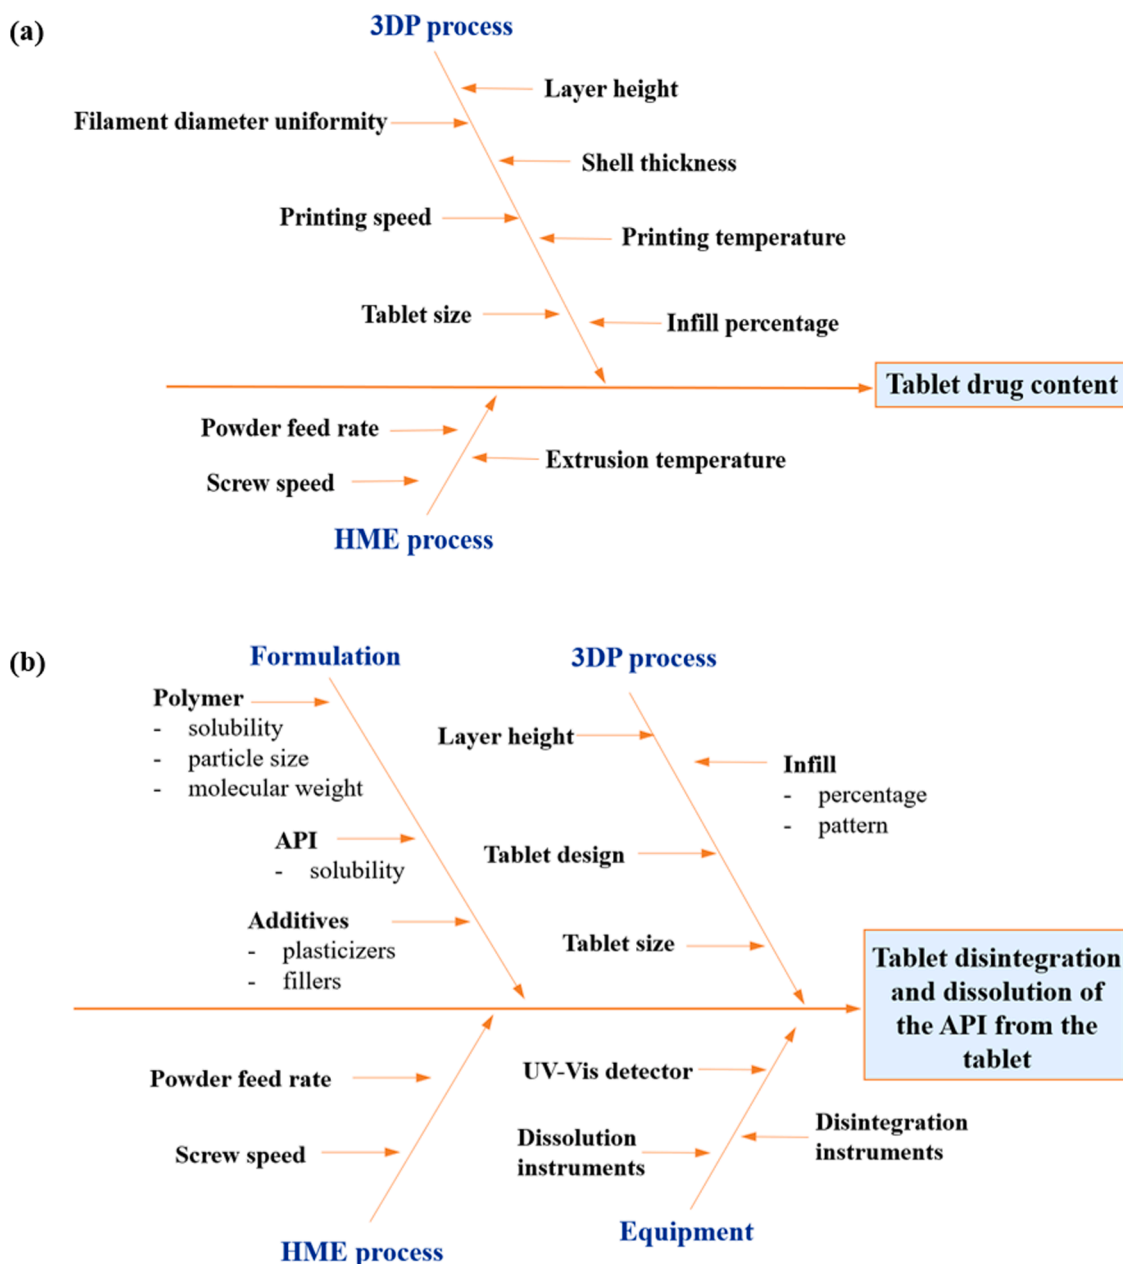 (a)
3DP process
Layer height
Filament diameter uniformity
Shell thickness
Printing speed
Printing temperature
Tablet size
Infill percentage
Tablet drug content
Powder feed rate
Extrusion temperature
Screw speed
HME process
(b)
Formulation
3DP process
Polymer
- solubility
- particle size
- molecular weight
Layer height
Infill
- percentage
- pattern
API
- solubility
Tablet design
Additives
- plasticizers
- fillers
Tablet size
Tablet disintegration
and dissolution of
the API from the
tablet
Powder feed rate
UV-Vis detector
Screw speed
Dissolution
instruments
Disintegration
instruments
Equipment
HME process